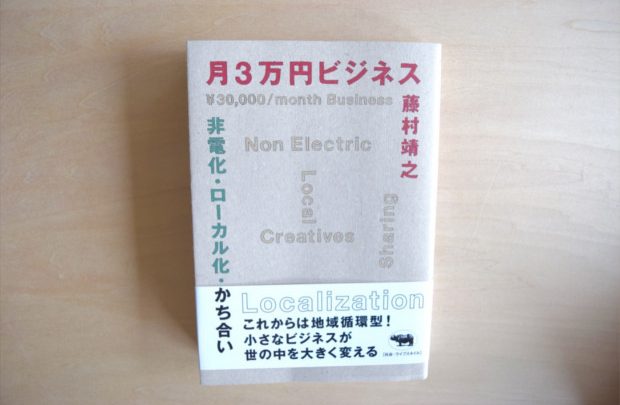 月3万円ビジネス
¥30,000/month Business
藤村靖之
非電化・ローカル化・かち合い
Non Electric
Local
Sharing
Creatives
Localization
これからは地域循環型!
小さなビジネスが
世の中を大きく変える